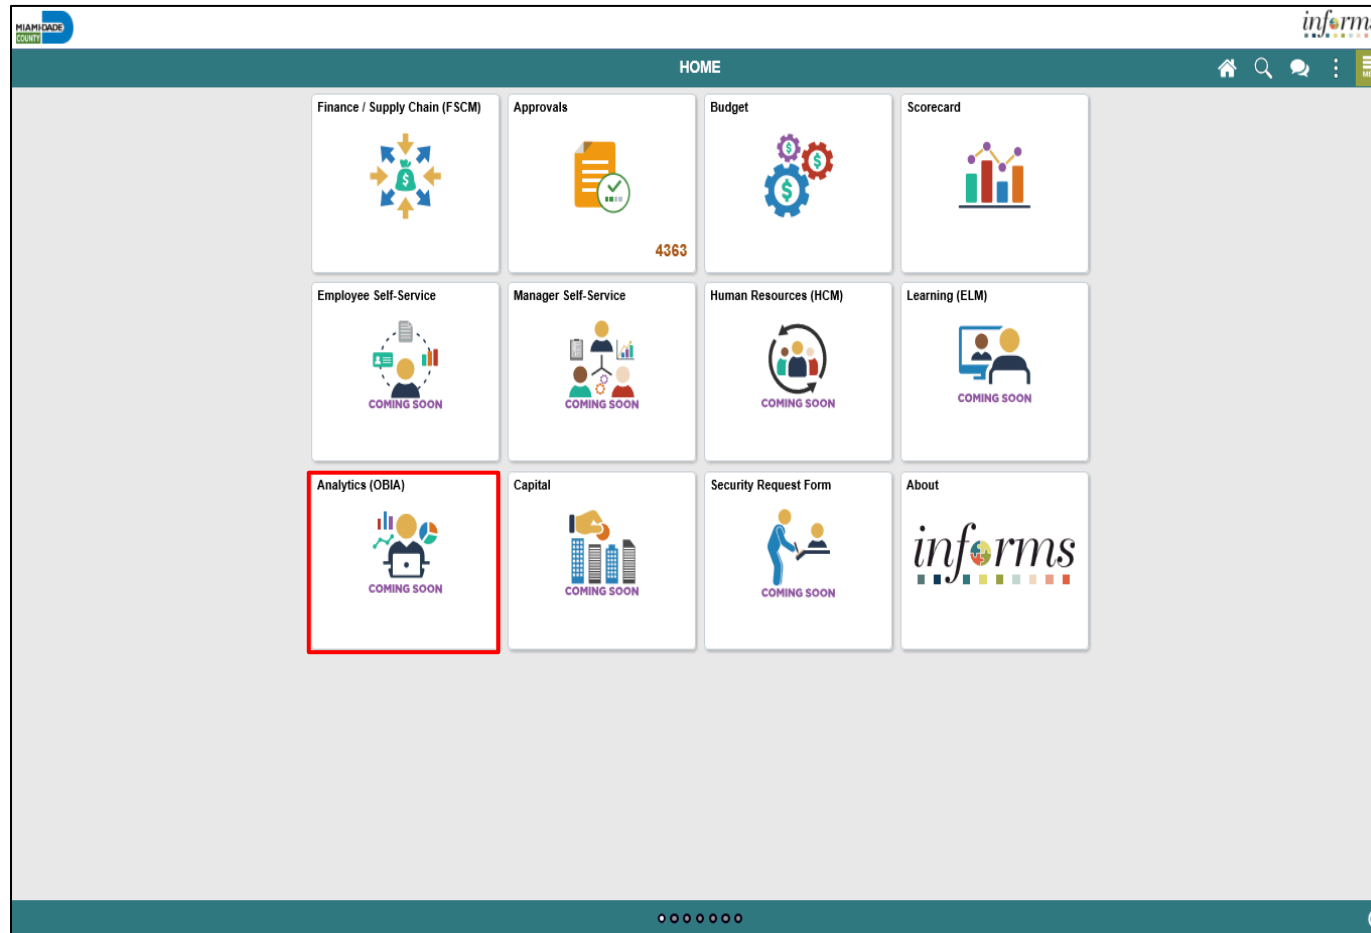 MIAMI-DADE
COUNTY
informs
HOME
Finance / Supply Chain (FSCM)
Approvals
4363
Budget
Scorecard
Employee Self-Service
COMING SOON
Manager Self-Service
COMING SOON
Human Resources (HCM)
COMING SOON
Learning (ELM)
COMING SOON
Analytics (OBIA)
COMING SOON
Capital
COMING SOON
Security Request Form
COMING SOON
About
informs